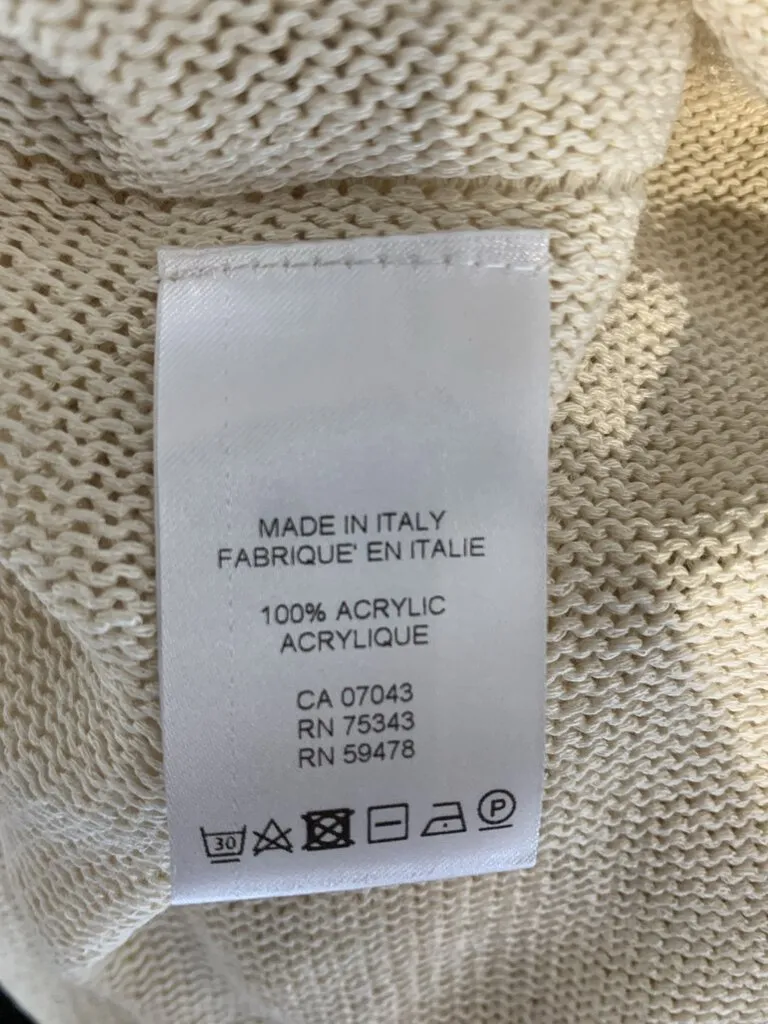 MADE IN ITALY
FABRIQUE' EN ITALIE
100% ACRYLIC
ACRYLIQUE
CA 07043
RN 75343
RN 59478
30 P